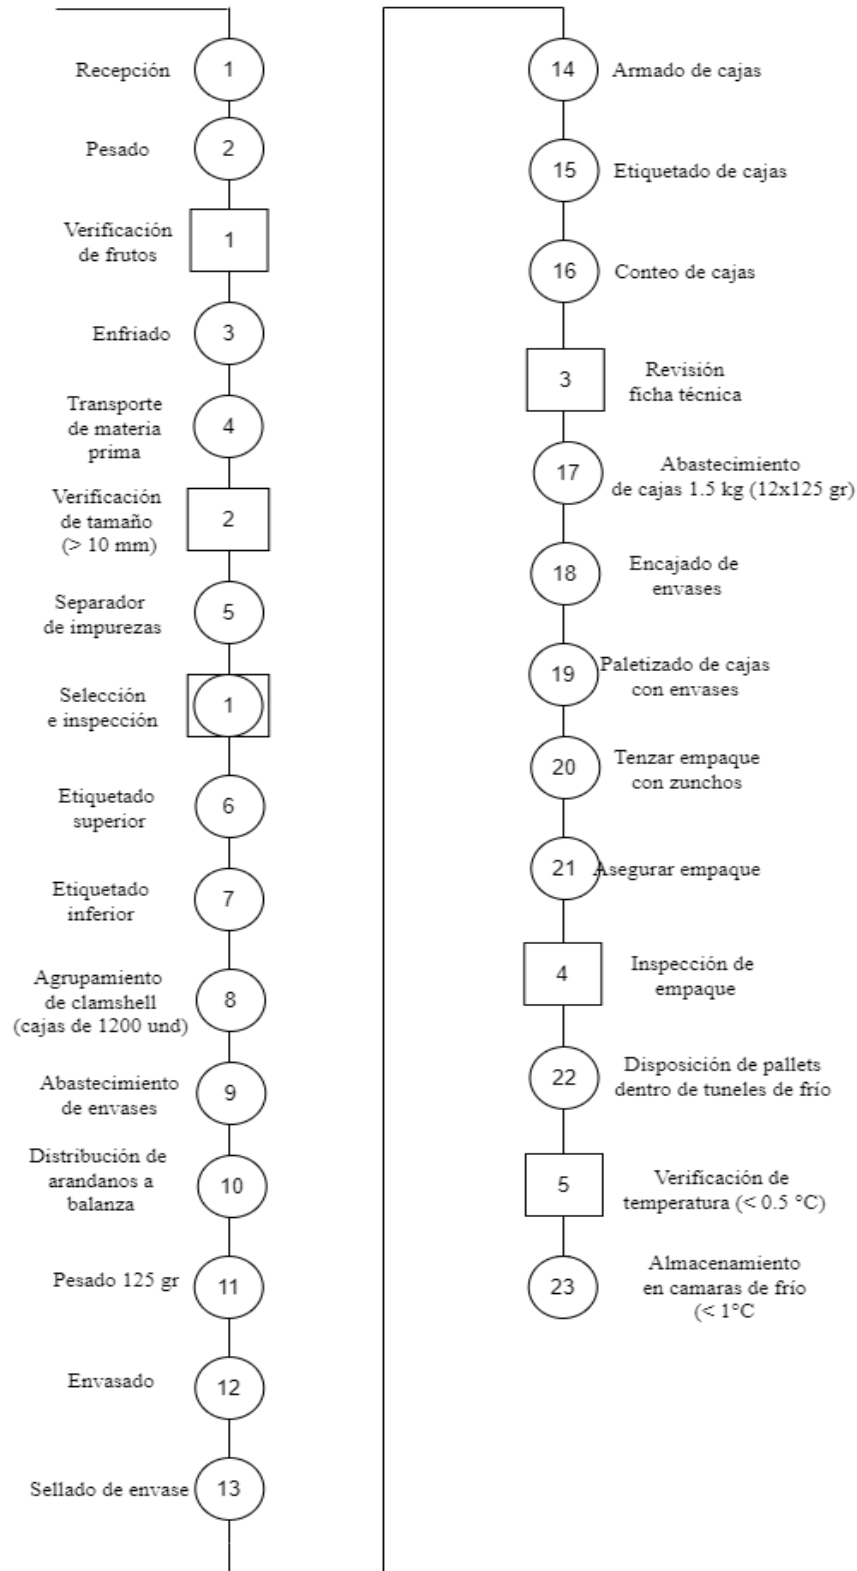 Recepción
1
Pesado
2
Verificación
de frutos
1
Enfriado
3
Transporte
de materia
prima
4
Verificación
de tamaño
(> 10 mm)
2
Separador
de impurezas
5
Selección
e inspección
1
Etiquetado
superior
6
Etiquetado
inferior
7
Agrupamiento
de clamshell
(cajas de 1200 und)
8
Abastecimiento
de envases
9
Distribución de
arandanos a
balanza
10
Pesado 125 gr
11
Envasado
12
Sellado de envase
13
14
Armado de cajas
15
Etiquetado de cajas
16
Conteo de cajas
3
Revisión
ficha técnica
17
Abastecimiento
de cajas 1.5 kg (12x125 gr)
18
Encajado de
envases
19
Paletizado de cajas
con envases
20
Tenzar empaque
con zunchos
21
Asegurar empaque
4
Inspección de
empaque
22
Disposición de pallets
dentro de tuneles de frío
5
Verificación de
temperatura (< 0.5 °C)
23
Almacenamiento
en camaras de frío
(< 1°C